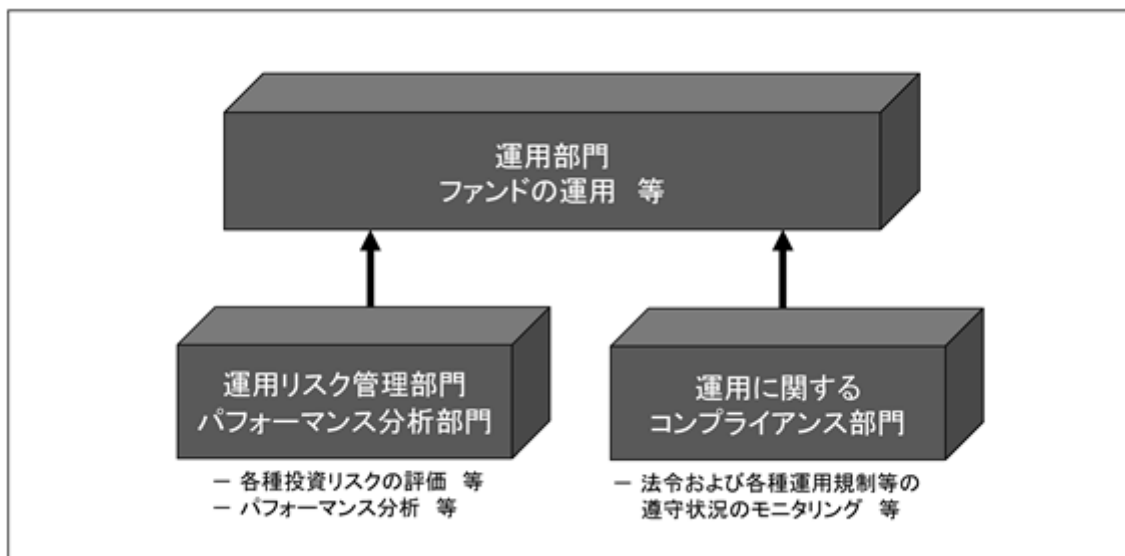 運用部門
ファンドの運用 等
運用リスク管理部門
パフォーマンス分析部門
－ 各種投資リスクの評価 等
－ パフォーマンス分析 等
運用に関する
コンプライアンス部門
－ 法令および各種運用規制等の
遵守状況のモニタリング 等